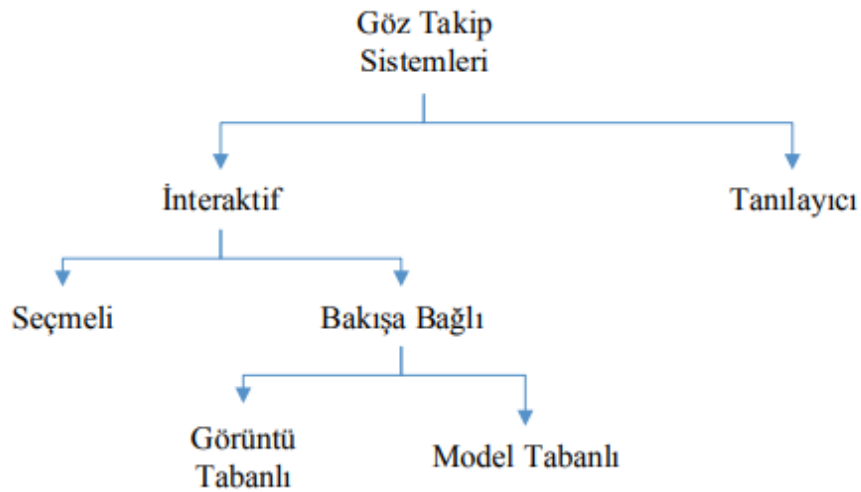 Göz Takip
Sistemleri
İnteraktif
Tanılayıcı
Seçmeli
Bakışa Bağlı
Görüntü
Tabanlı
Model Tabanlı